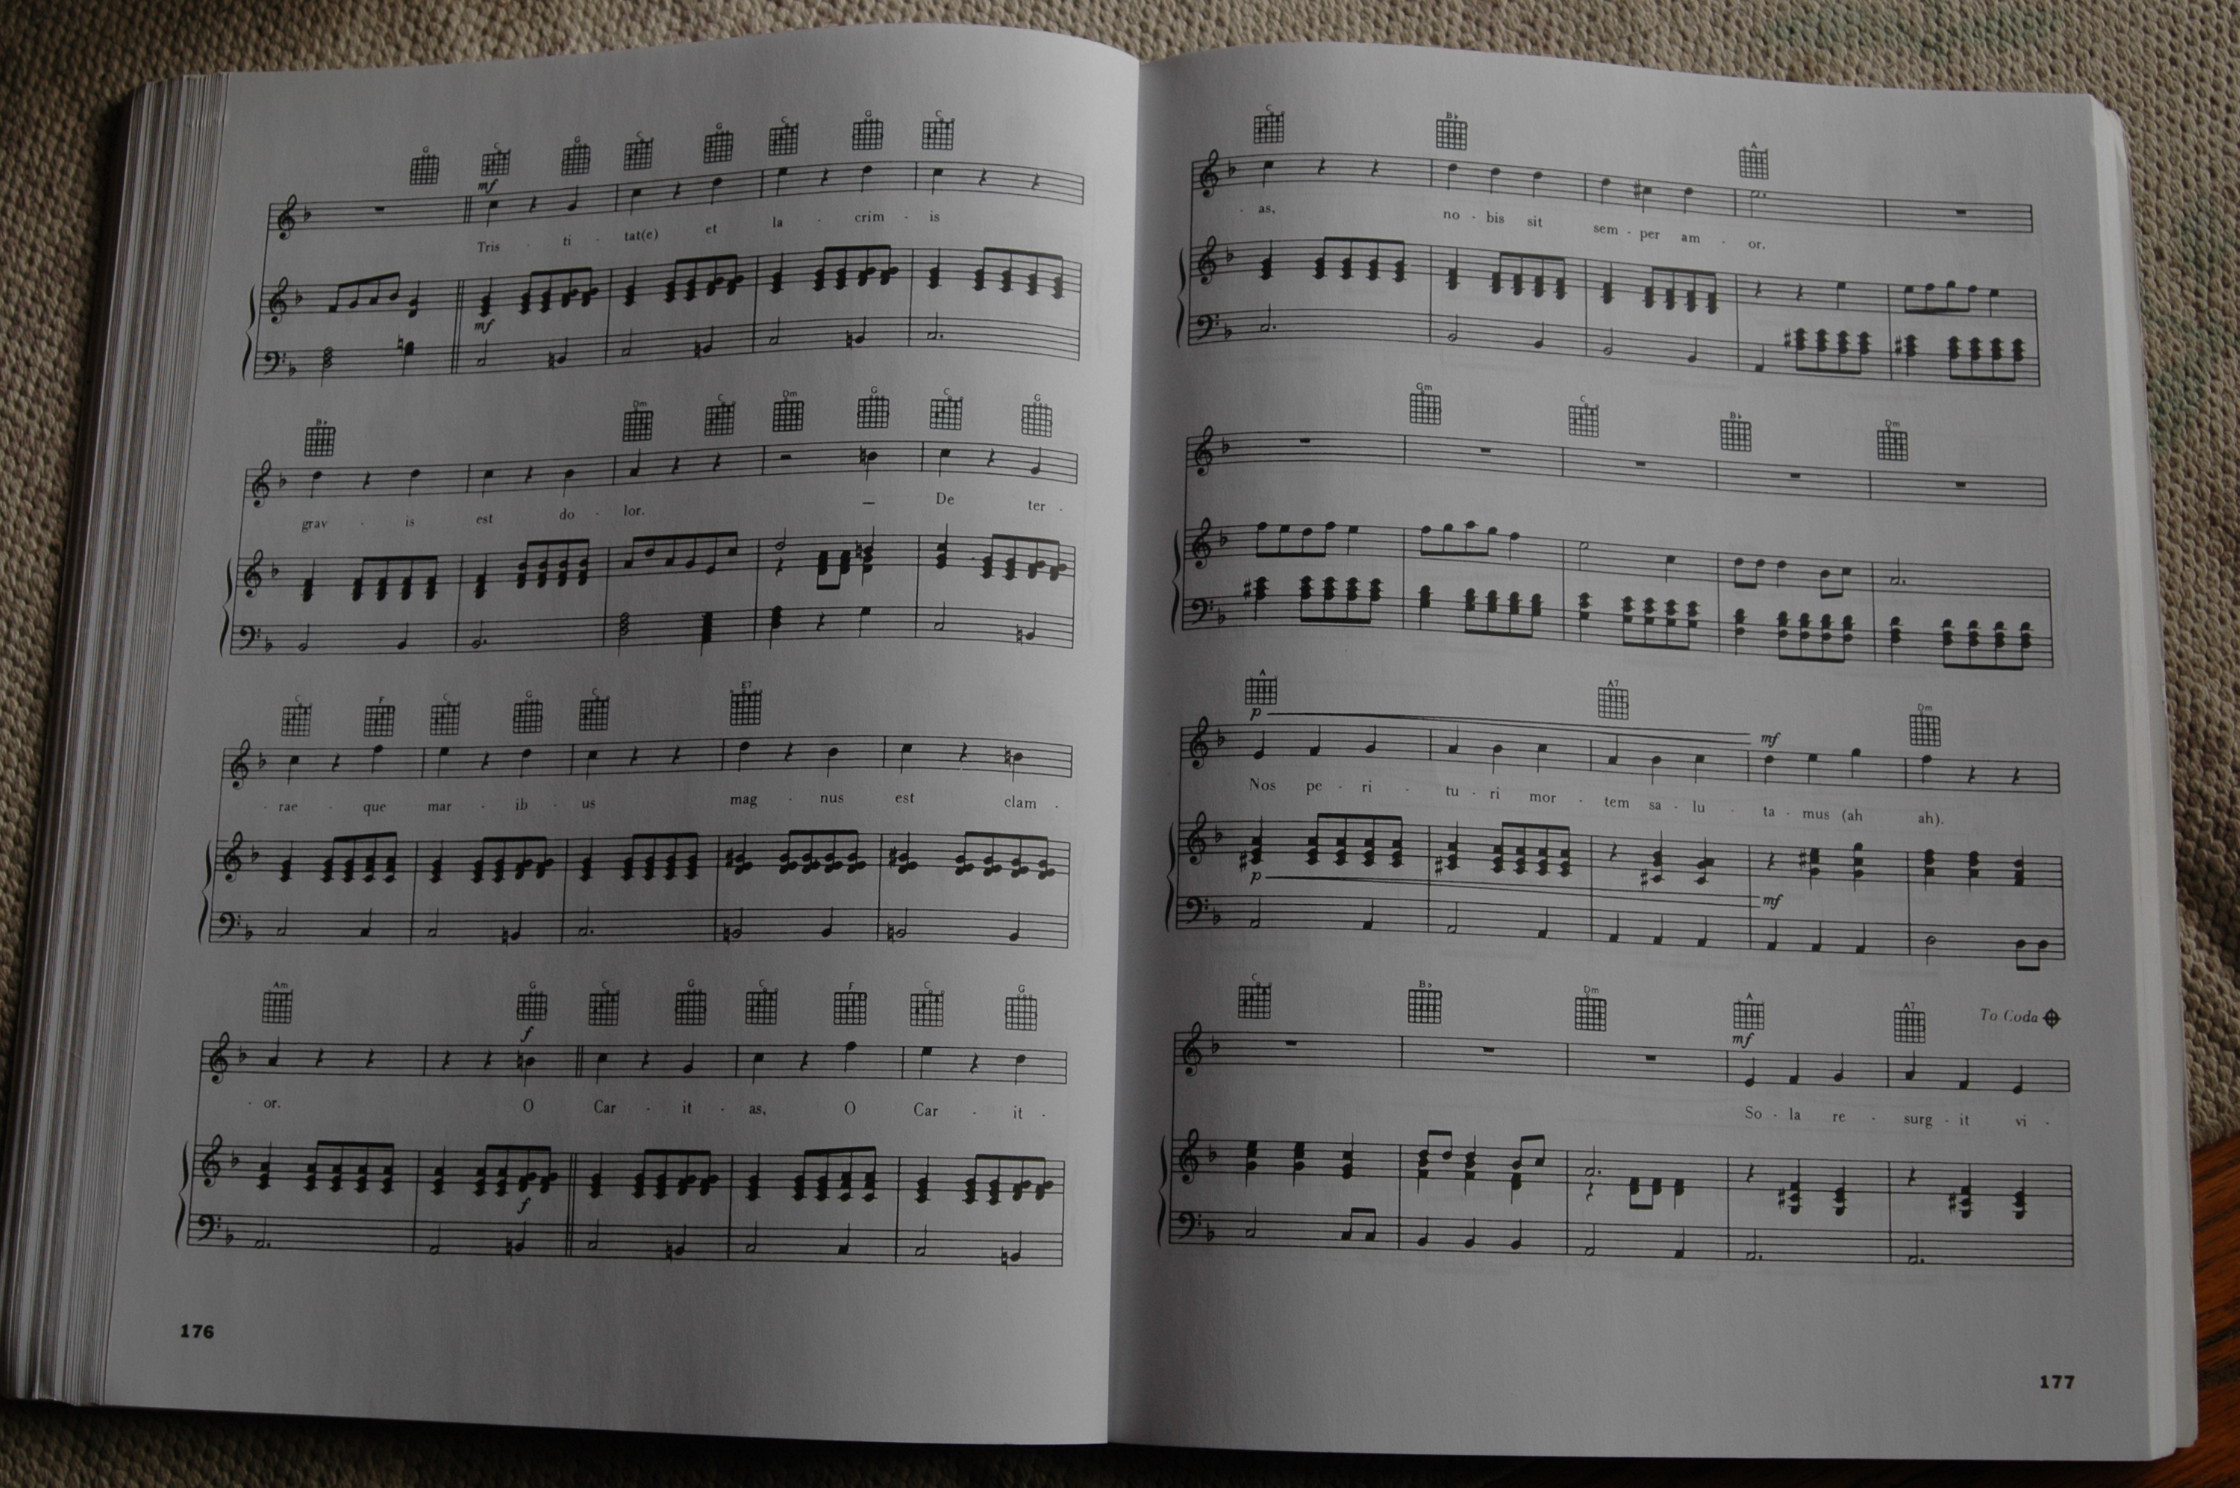 G C G C G C G C
mf
Tris · ti · tat(e) et la · crim · is
mf
B♭ Dm C Dm G C G
grav · is est do · lor. — De ter ·
C F C G C E7
· rae · que mar · ib · us mag · nus est clam ·
Am G C G C F C G
f
· or. O Car · it · as, O Car · it ·
f
176
C B♭ A
· as, no · bis sit sem · per am · or.
Gm C B♭ Dm
A A7 Dm
p mf
Nos pe · ri · tu · ri mor · tem sa · lu · ta · mus (ah ah).
p mf
To Coda
C B♭ Dm A A7
mf
So · la re · surg · it vi ·
177